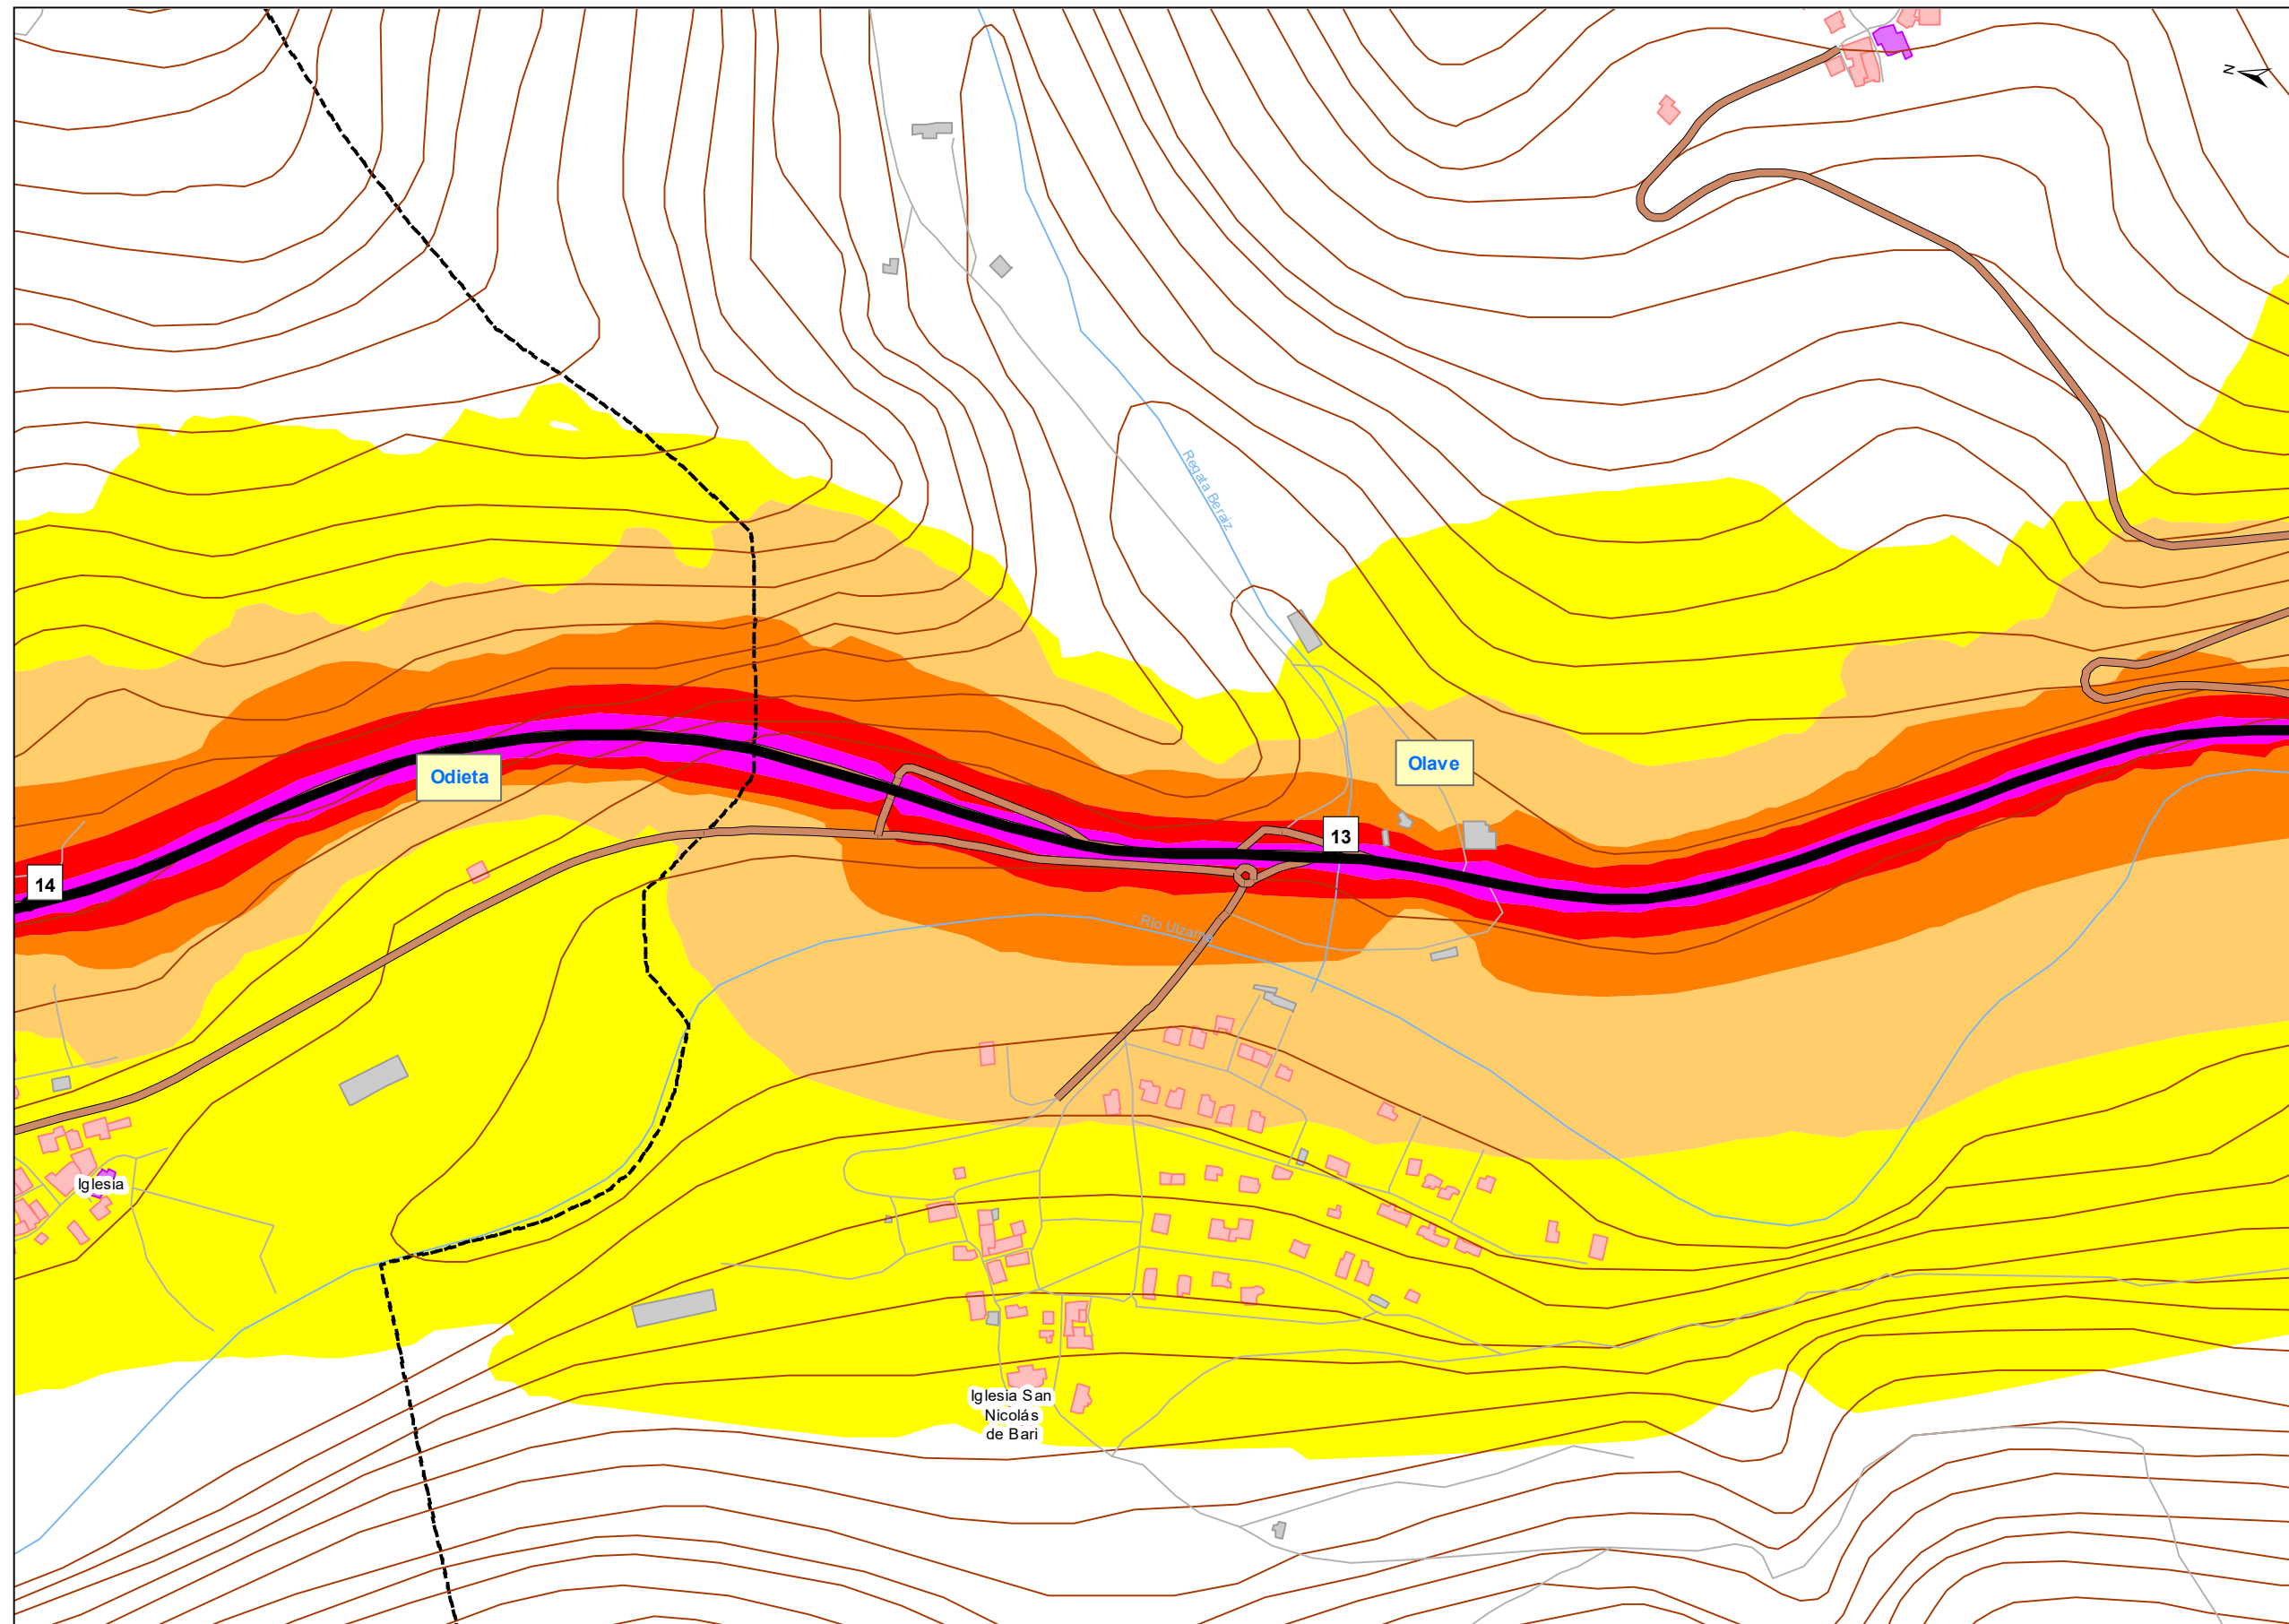 N
Regata Beraiz
Olave
Odieta
13
14
Río Ulzama
Iglesia
Iglesia San
Nicolás
de Bari